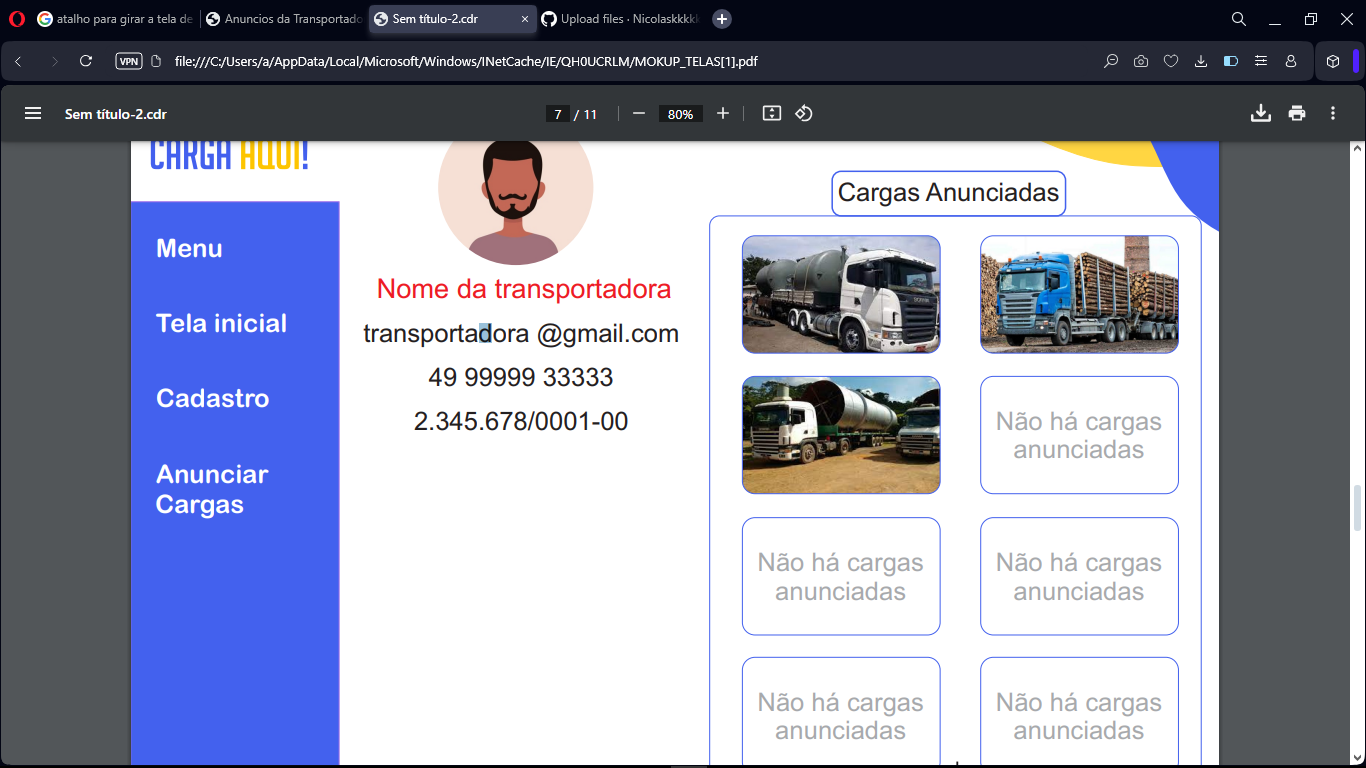 atalho para girar a tela de
Anuncios da Transportado
Sem título-2.cdr
Upload files · Nicolaskkkkk
VPN
file:///C:/Users/a/AppData/Local/Microsoft/Windows/INetCache/IE/QH0UCRLM/MOKUP_TELAS[1].pdf
Sem título-2.cdr
7 / 11
80%
CARGA AQUI!
Menu
Tela inicial
Cadastro
Anunciar
Cargas
Nome da transportadora
transportadora @gmail.com
49 99999 33333
2.345.678/0001-00
Cargas Anunciadas
Não há cargas
anunciadas
Não há cargas
anunciadas
Não há cargas
anunciadas
Não há cargas
anunciadas
Não há cargas
anunciadas